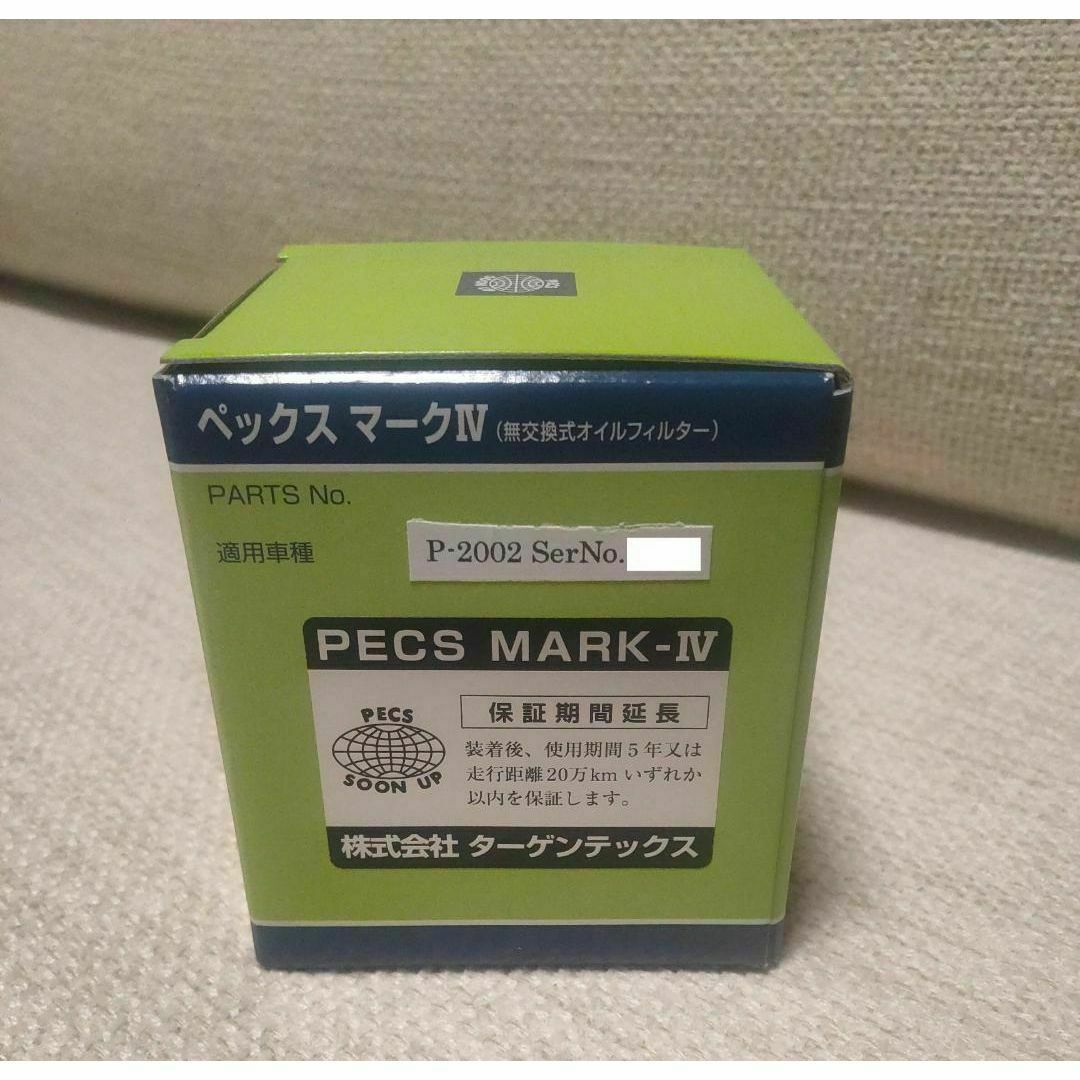 PECS
SOON UP
ペックス マークⅣ(無交換式オイルフィルター)
PARTS No.
適用車種
P-2002 SerNo.
PECS MARK-Ⅳ
PECS
SOON UP
保証期間延長
装着後、使用期間5年又は
走行距離20万kmいずれか
以内を保証します。
株式会社 ターゲンテックス